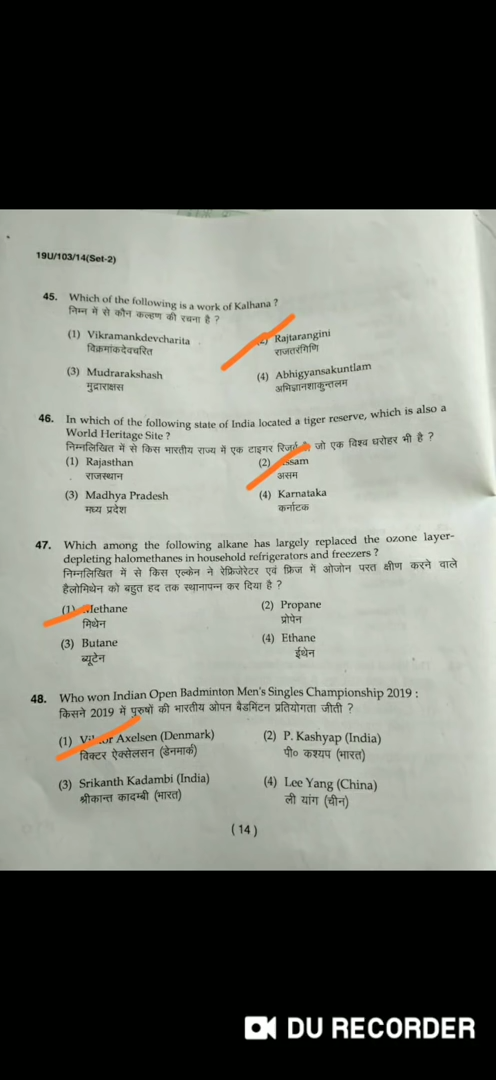 19U/103/14(Set-2)
45. Which of the following is a work of Kalhana ?
निम्न में से कौन कल्हण की रचना है ?
(1) Vikramankdevcharita
विक्रमांकदेवचरित
(2) Rajtarangini
राजतरंगिणि
(3) Mudrarakshash
मुद्राराक्षस
(4) Abhigyansakuntlam
अभिज्ञानशाकुन्तलम
46. In which of the following state of India located a tiger reserve, which is also a
World Heritage Site ?
निम्नलिखित में से किस भारतीय राज्य में एक टाइगर रिजर्व है जो एक विश्व धरोहर भी है ?
(1) Rajasthan
राजस्थान
(2) Assam
असम
(3) Madhya Pradesh
मध्य प्रदेश
(4) Karnataka
कर्नाटक
47. Which among the following alkane has largely replaced the ozone layer-
depleting halomethanes in household refrigerators and freezers ?
निम्नलिखित में से किस एल्केन ने रेफ्रिजेरेटर एवं फ्रिज में ओजोन परत क्षीण करने वाले
हैलोमिथेन को बहुत हद तक स्थानापन्न कर दिया है ?
(1) Methane
मिथेन
(2) Propane
प्रोपेन
(3) Butane
ब्यूटेन
(4) Ethane
ईथेन
48. Who won Indian Open Badminton Men's Singles Championship 2019 :
किसने 2019 में पुरुषों की भारतीय ओपन बैडमिंटन प्रतियोगता जीती ?
(1) Viktor Axelsen (Denmark)
विक्टर ऐक्सेलसन (डेनमार्क)
(2) P. Kashyap (India)
पी० कश्यप (भारत)
(3) Srikanth Kadambi (India)
श्रीकान्त कादम्बी (भारत)
(4) Lee Yang (China)
ली यांग (चीन)
(14)
DU RECORDER